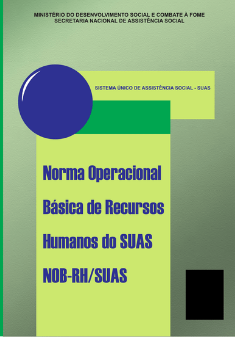 MINISTÉRIO DO DESENVOLVIMENTO SOCIAL E COMBATE À FOME
SECRETARIA NACIONAL DE ASSISTÊNCIA SOCIAL
SISTEMA ÚNICO DE ASSISTÊNCIA SOCIAL - SUAS
Norma Operacional
Básica de Recursos
Humanos do SUAS
NOB-RH/SUAS